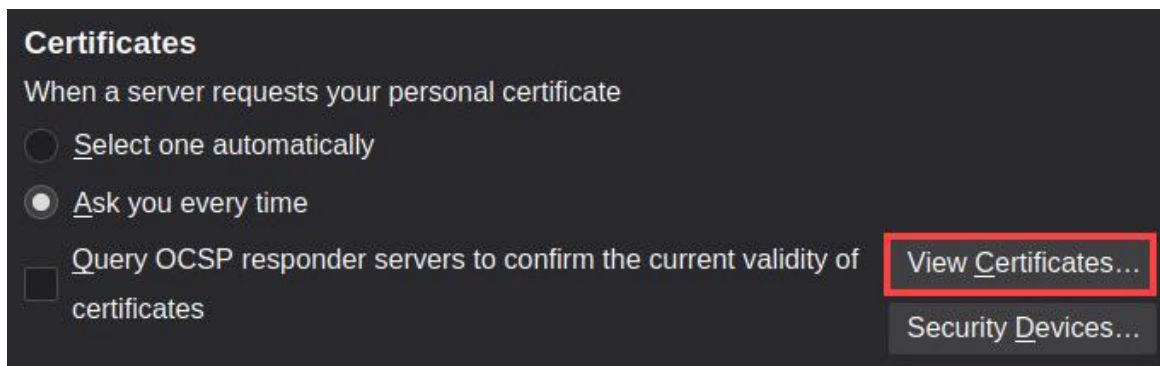 Certificates
When a server requests your personal certificate
Select one automatically
Ask you every time
Query OCSP responder servers to confirm the current validity of
certificates
View Certificates…
Security Devices…